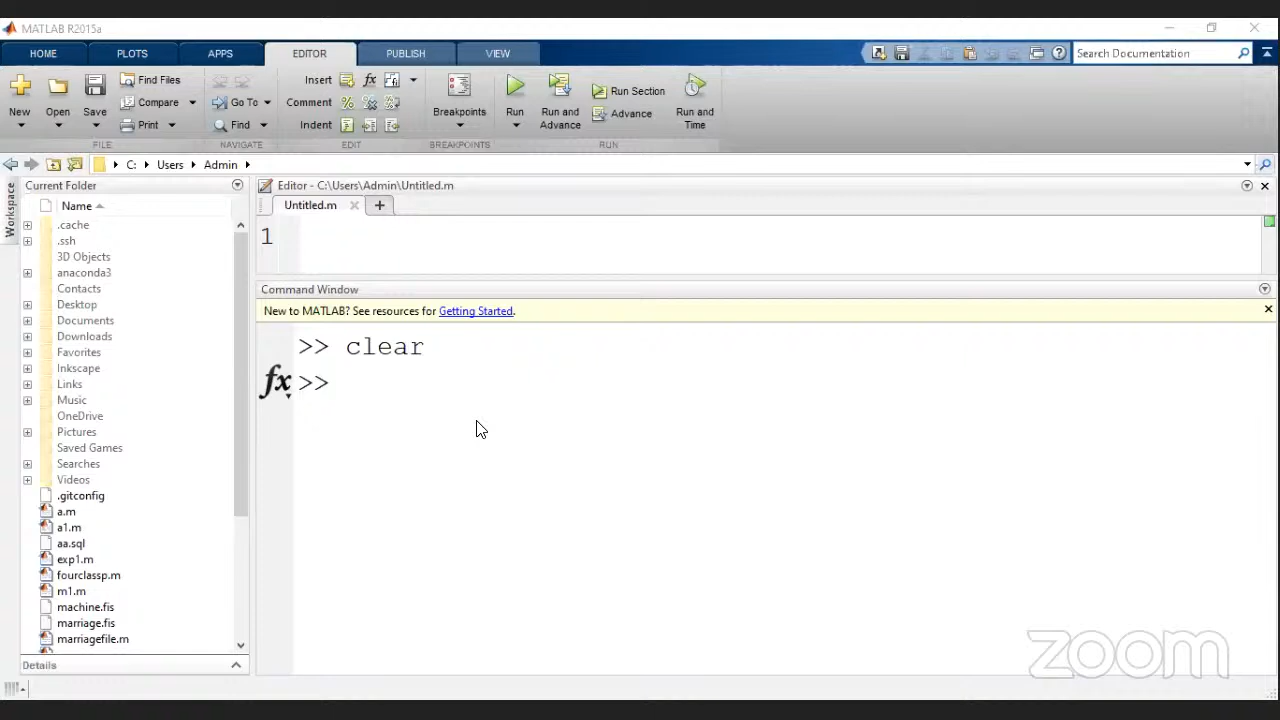 MATLAB R2015a
HOME PLOTS APPS EDITOR PUBLISH VIEW
Search Documentation
New Open Save Find Files Compare Print
Go To Find
Insert fx Comment Indent
Breakpoints
Run Run and Advance Run Section Advance Run and Time
FILE NAVIGATE EDIT BREAKPOINTS RUN
C: Users Admin
Workspace
Current Folder
Name
.cache
.ssh
3D Objects
anaconda3
Contacts
Desktop
Documents
Downloads
Favorites
Inkscape
Links
Music
OneDrive
Pictures
Saved Games
Searches
Videos
.gitconfig
a.m
a1.m
aa.sql
exp1.m
fourclassp.m
m1.m
machine.fis
marriage.fis
marriagefile.m
Details
Editor - C:\Users\Admin\Untitled.m
Untitled.m
1
Command Window
New to MATLAB? See resources for Getting Started.
>> clear
fx >>
zoom